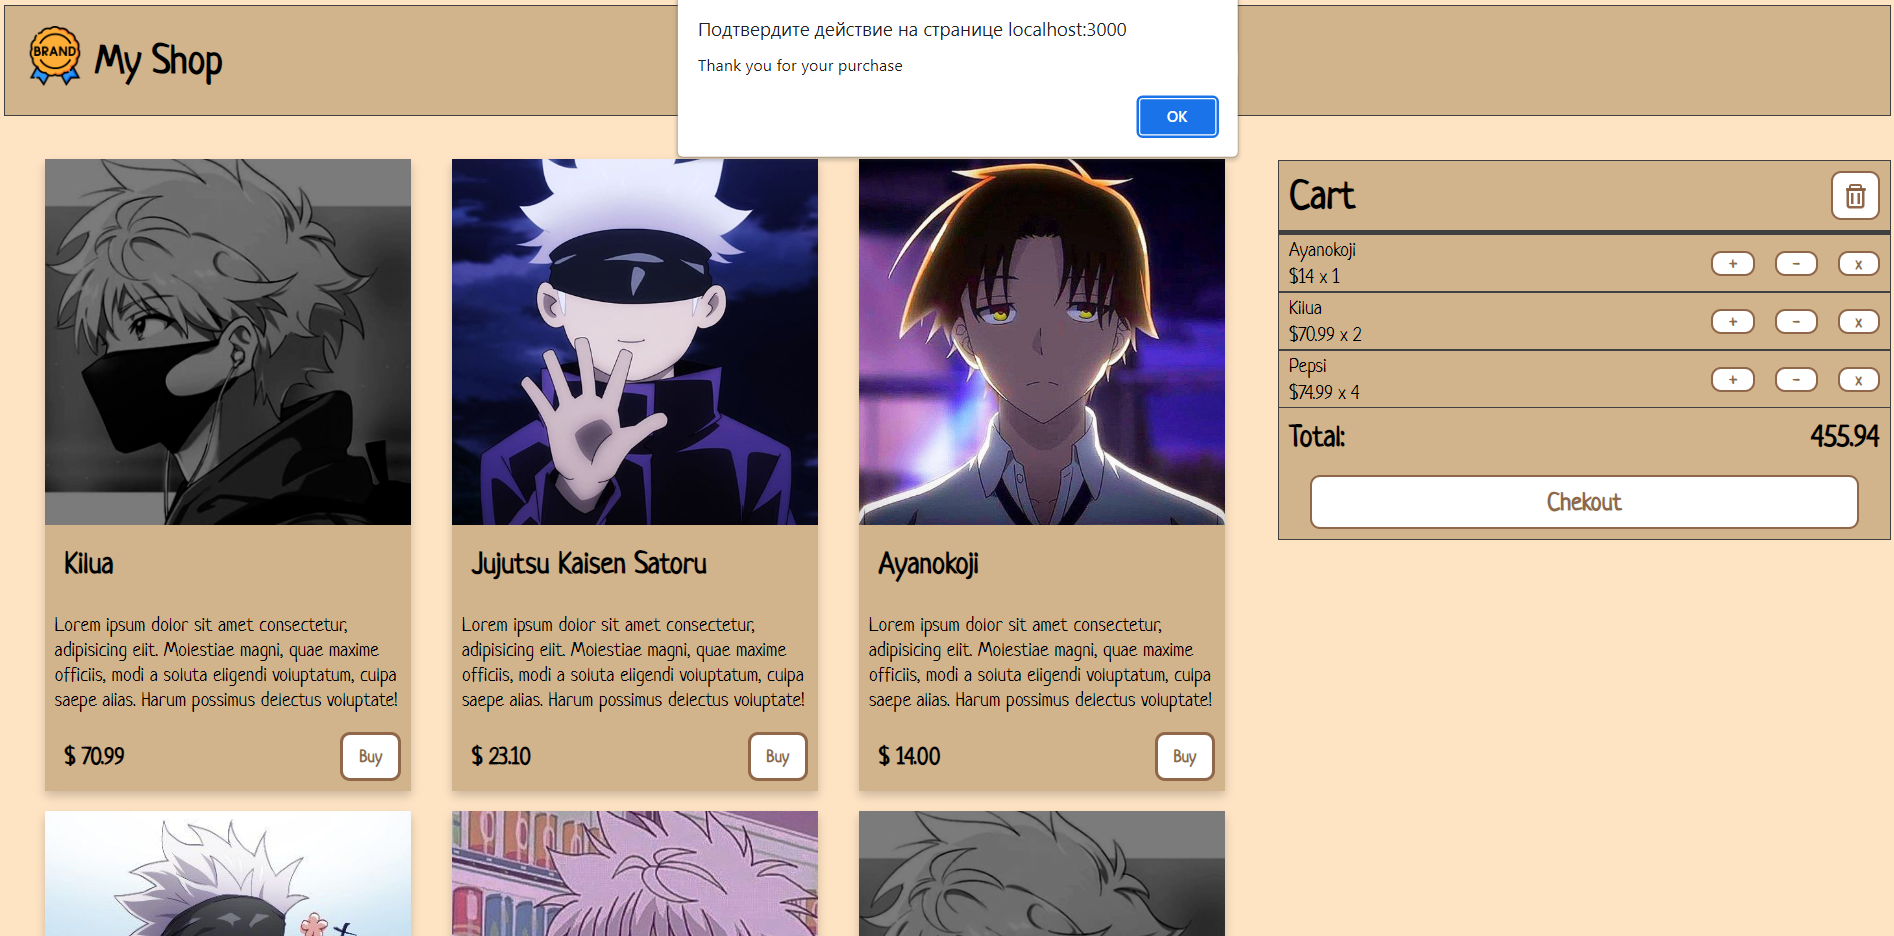 BRAND
My Shop
Подтвердите действие на странице localhost:3000
Thank you for your purchase
OK
Kilua
Lorem ipsum dolor sit amet consectetur,
adipisicing elit. Molestiae magni, quae maxime
officiis, modi a soluta eligendi voluptatum, culpa
saepe alias. Harum possimus delectus voluptate!
$ 70.99
Buy
Jujutsu Kaisen Satoru
Lorem ipsum dolor sit amet consectetur,
adipisicing elit. Molestiae magni, quae maxime
officiis, modi a soluta eligendi voluptatum, culpa
saepe alias. Harum possimus delectus voluptate!
$ 23.10
Buy
Ayanokoji
Lorem ipsum dolor sit amet consectetur,
adipisicing elit. Molestiae magni, quae maxime
officiis, modi a soluta eligendi voluptatum, culpa
saepe alias. Harum possimus delectus voluptate!
$ 14.00
Buy
Cart
Ayanokoji
$14 x 1
+ - x
Kilua
$70.99 x 2
+ - x
Pepsi
$74.99 x 4
+ - x
Total: 455.94
Chekout